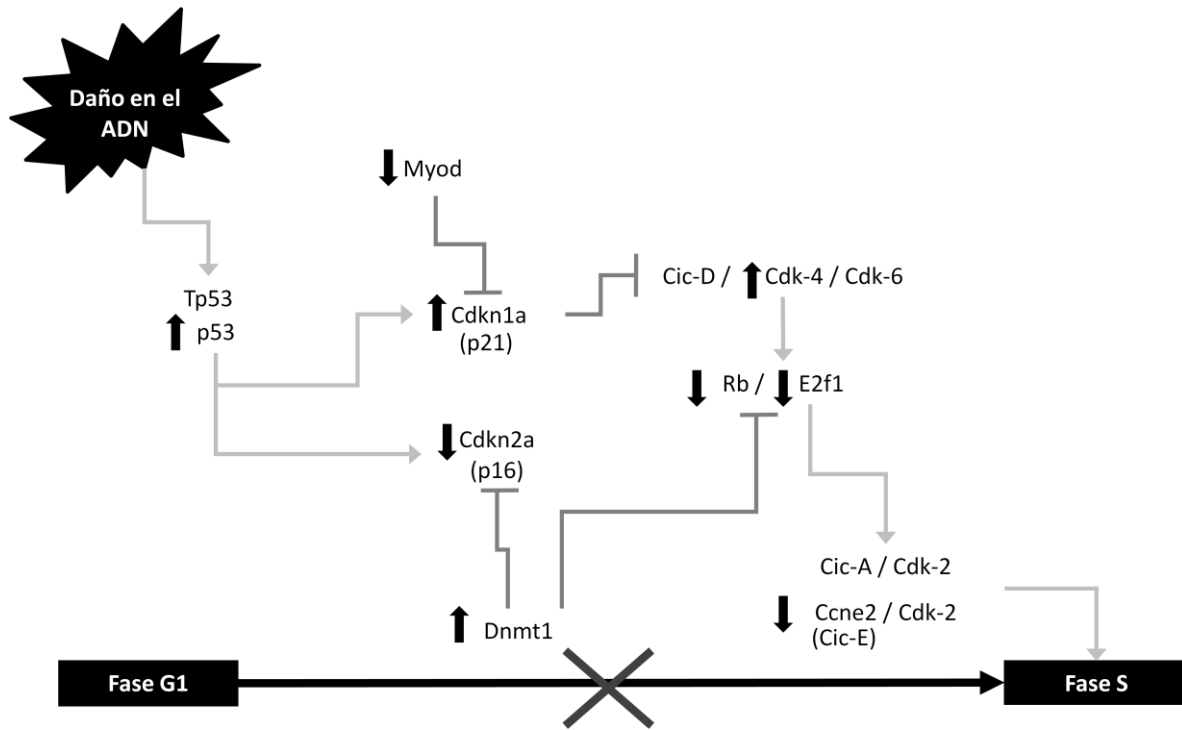 Daño en el
ADN
Myod
Cic-D / Cdk-4 / Cdk-6
Tp53
p53
Cdkn1a
(p21)
Rb / E2f1
Cdkn2a
(p16)
Cic-A / Cdk-2
Dnmt1
Ccne2 / Cdk-2
(Cic-E)
Fase G1
Fase S